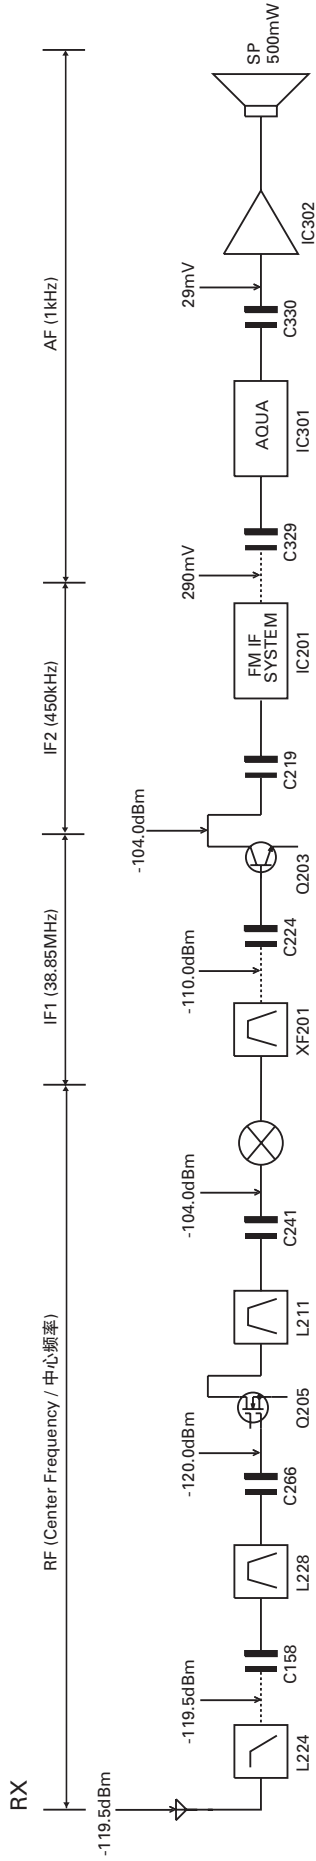 RX
RF (Center Frequency / 中心频率)
IF1 (38.85MHz)
IF2 (450kHz)
AF (1kHz)
-119.5dBm
-119.5dBm
-120.0dBm
-104.0dBm
-110.0dBm
-104.0dBm
290mV
29mV
SP
500mW
L224
C158
L228
C266
Q205
L211
C241
XF201
C224
Q203
C219
FM IF
SYSTEM
IC201
C329
AQUA
IC301
C330
IC302